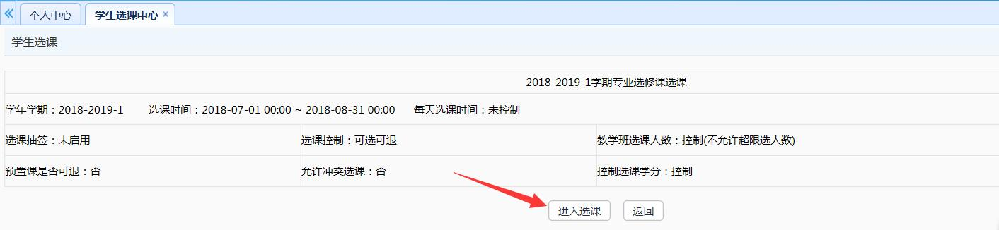 个人中心 学生选课中心
学生选课
2018-2019-1学期专业选修课选课
学年学期：2018-2019-1 选课时间：2018-07-01 00:00 ~ 2018-08-31 00:00 每天选课时间：未控制
选课抽签：未启用 选课控制：可选可退 教学班选课人数：控制(不允许超限选人数)
预置课是否可退：否 允许冲突选课：否 控制选课学分：控制
进入选课 返回